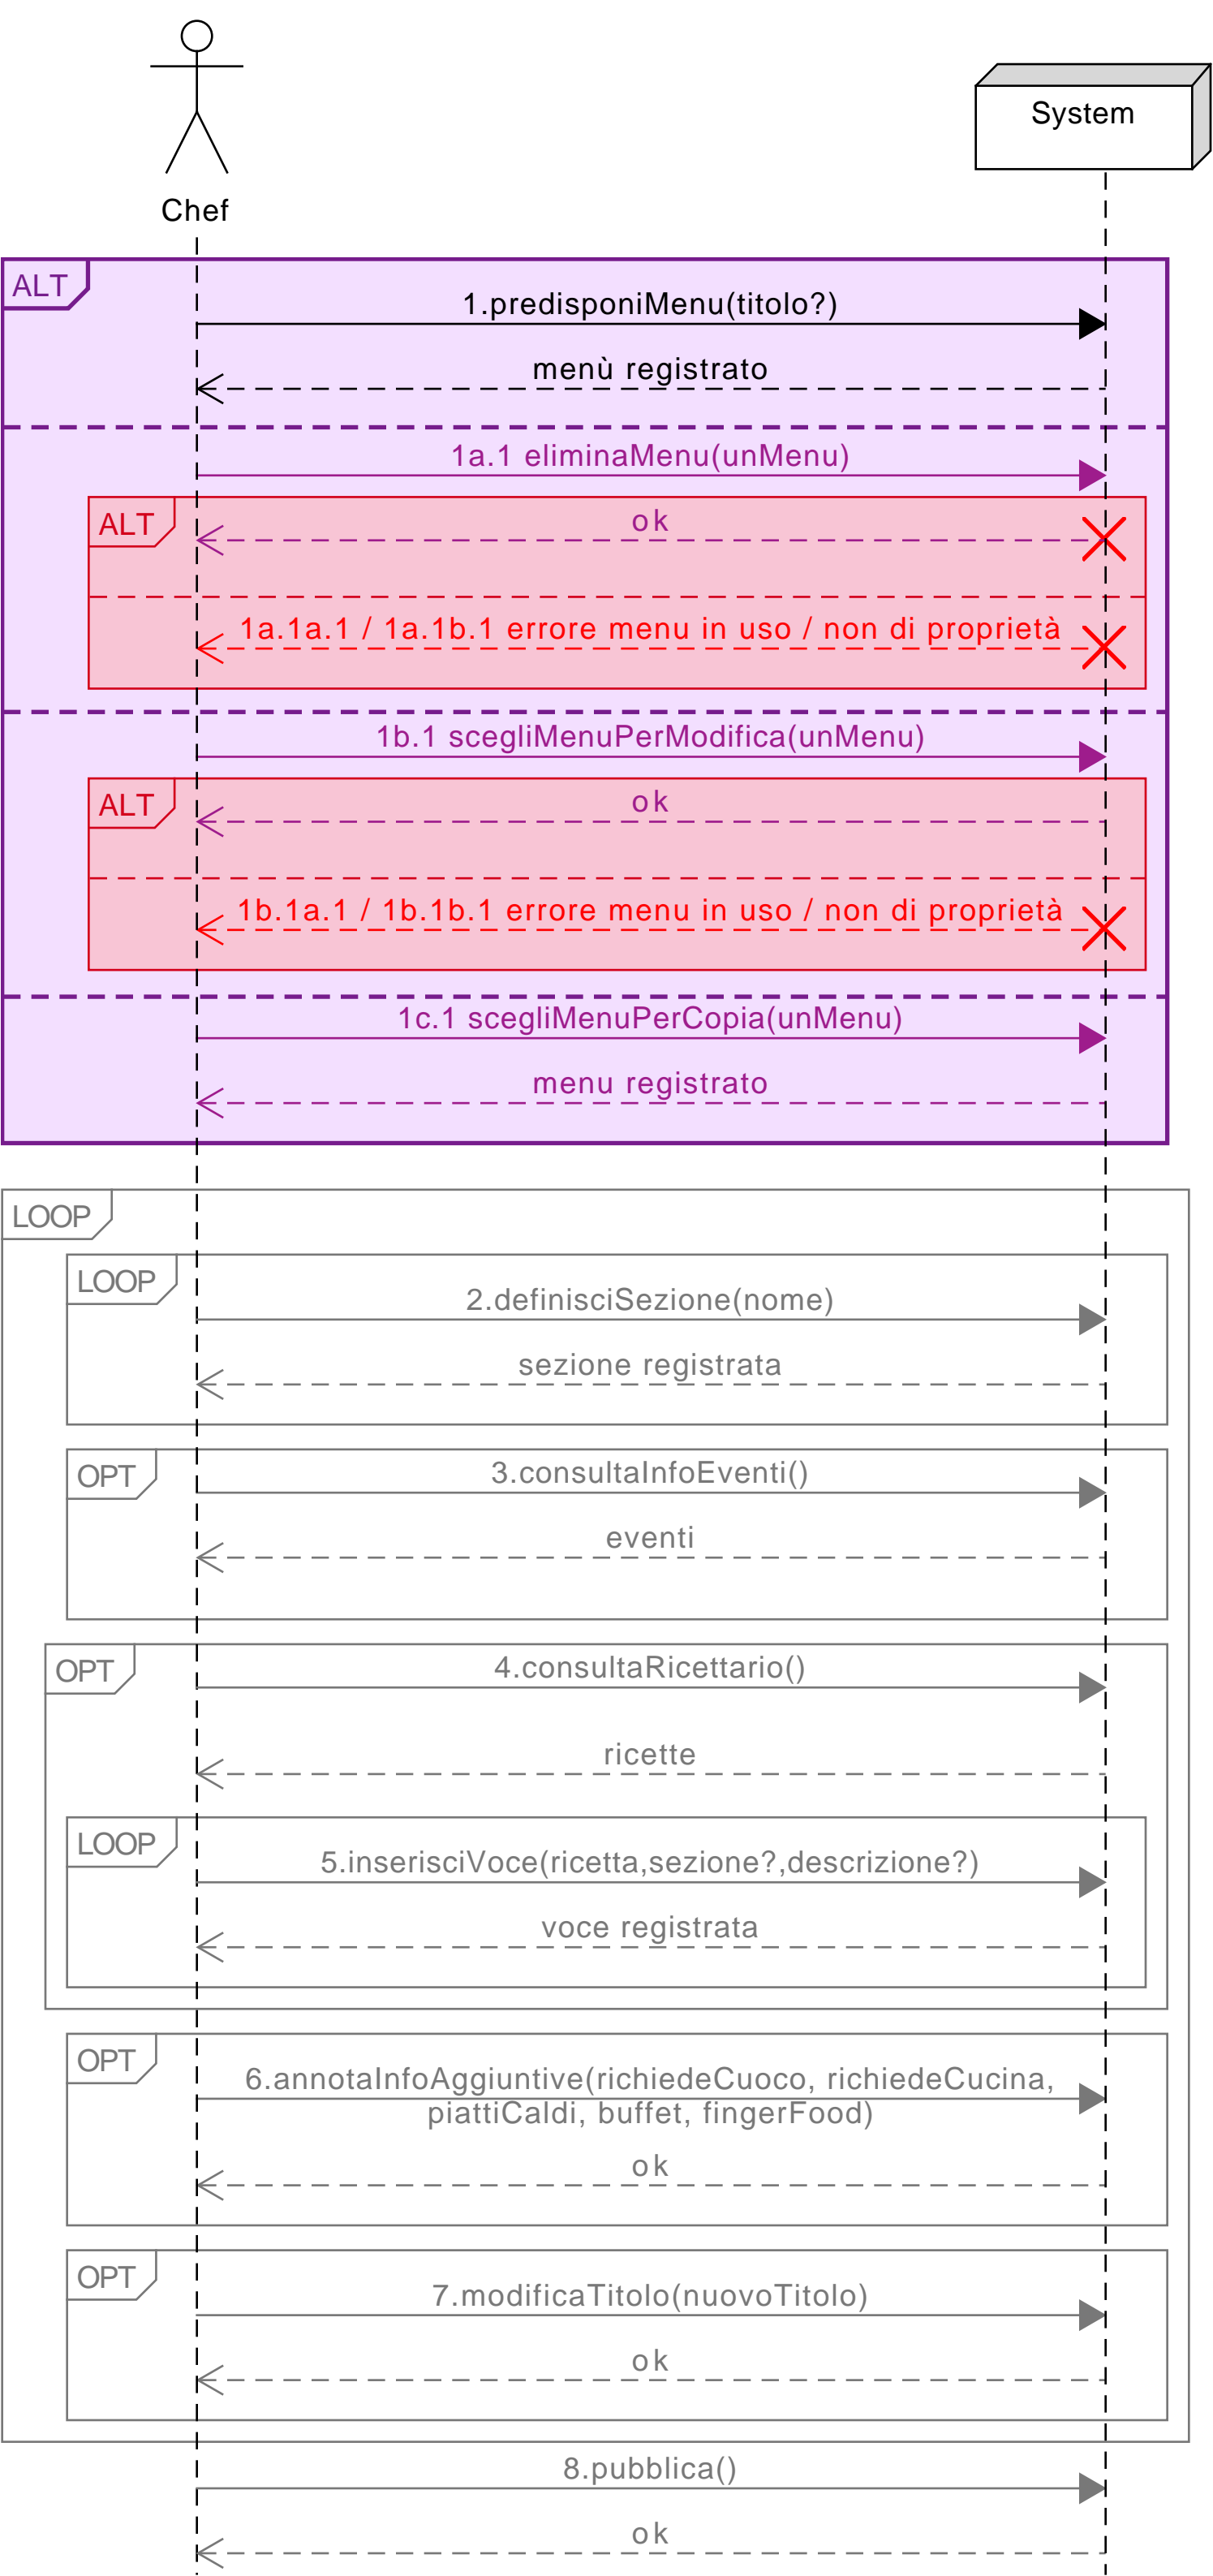 System
Chef
ALT
1.predisponiMenu(titolo?)
menù registrato
1a.1 eliminaMenu(unMenu)
ALT
ok
1a.1a.1 / 1a.1b.1 errore menu in uso / non di proprietà
1b.1 scegliMenuPerModifica(unMenu)
ALT
ok
1b.1a.1 / 1b.1b.1 errore menu in uso / non di proprietà
1c.1 scegliMenuPerCopia(unMenu)
menu registrato
LOOP
LOOP
2.definisciSezione(nome)
sezione registrata
OPT
3.consultaInfoEventi()
eventi
OPT
4.consultaRicettario()
ricette
LOOP
5.inserisciVoce(ricetta,sezione?,descrizione?)
voce registrata
OPT
6.annotaInfoAggiuntive(richiedeCuoco, richiedeCucina,
piattiCaldi, buffet, fingerFood)
ok
OPT
7.modificaTitolo(nuovoTitolo)
ok
8.pubblica()
ok